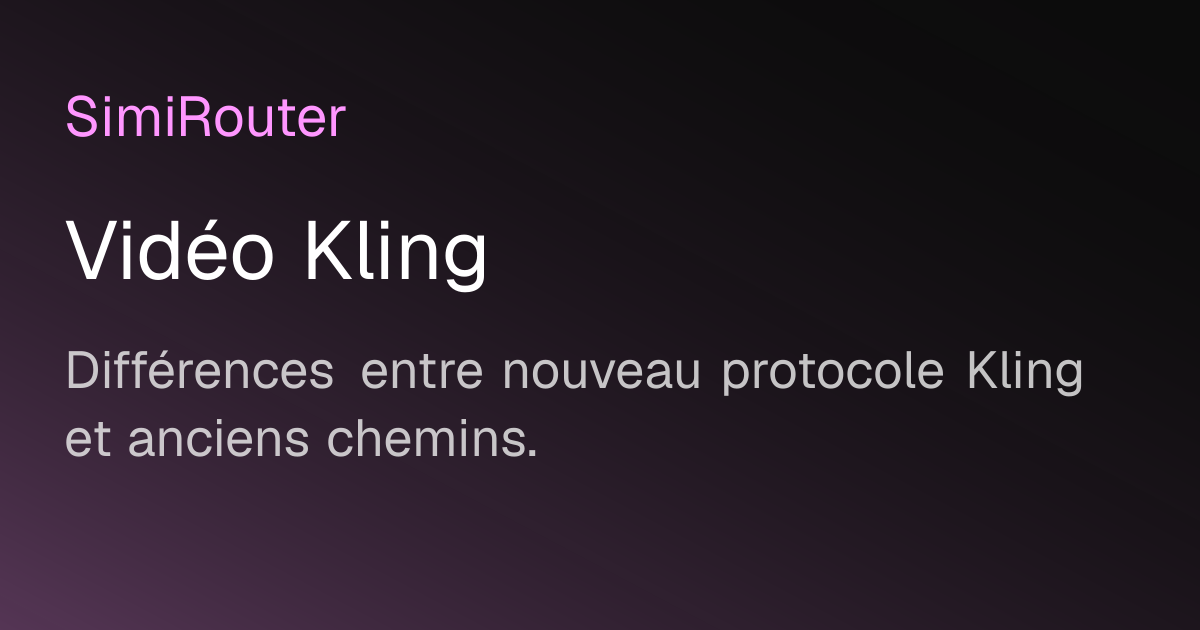 SimiRouter
Vidéo Kling
Différences entre nouveau protocole Kling
et anciens chemins.